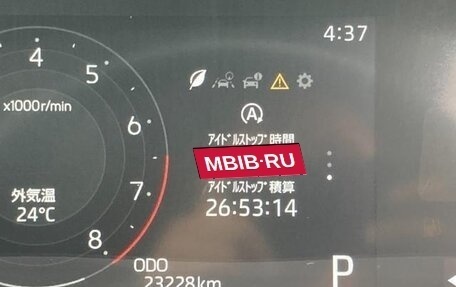 4:37
4 5 6 7 8
x1000r/min
アイドルストップ時間
MBIB.RU
アイドルストップ積算
26:53:14
外気温
24℃
ODO
23228km
P